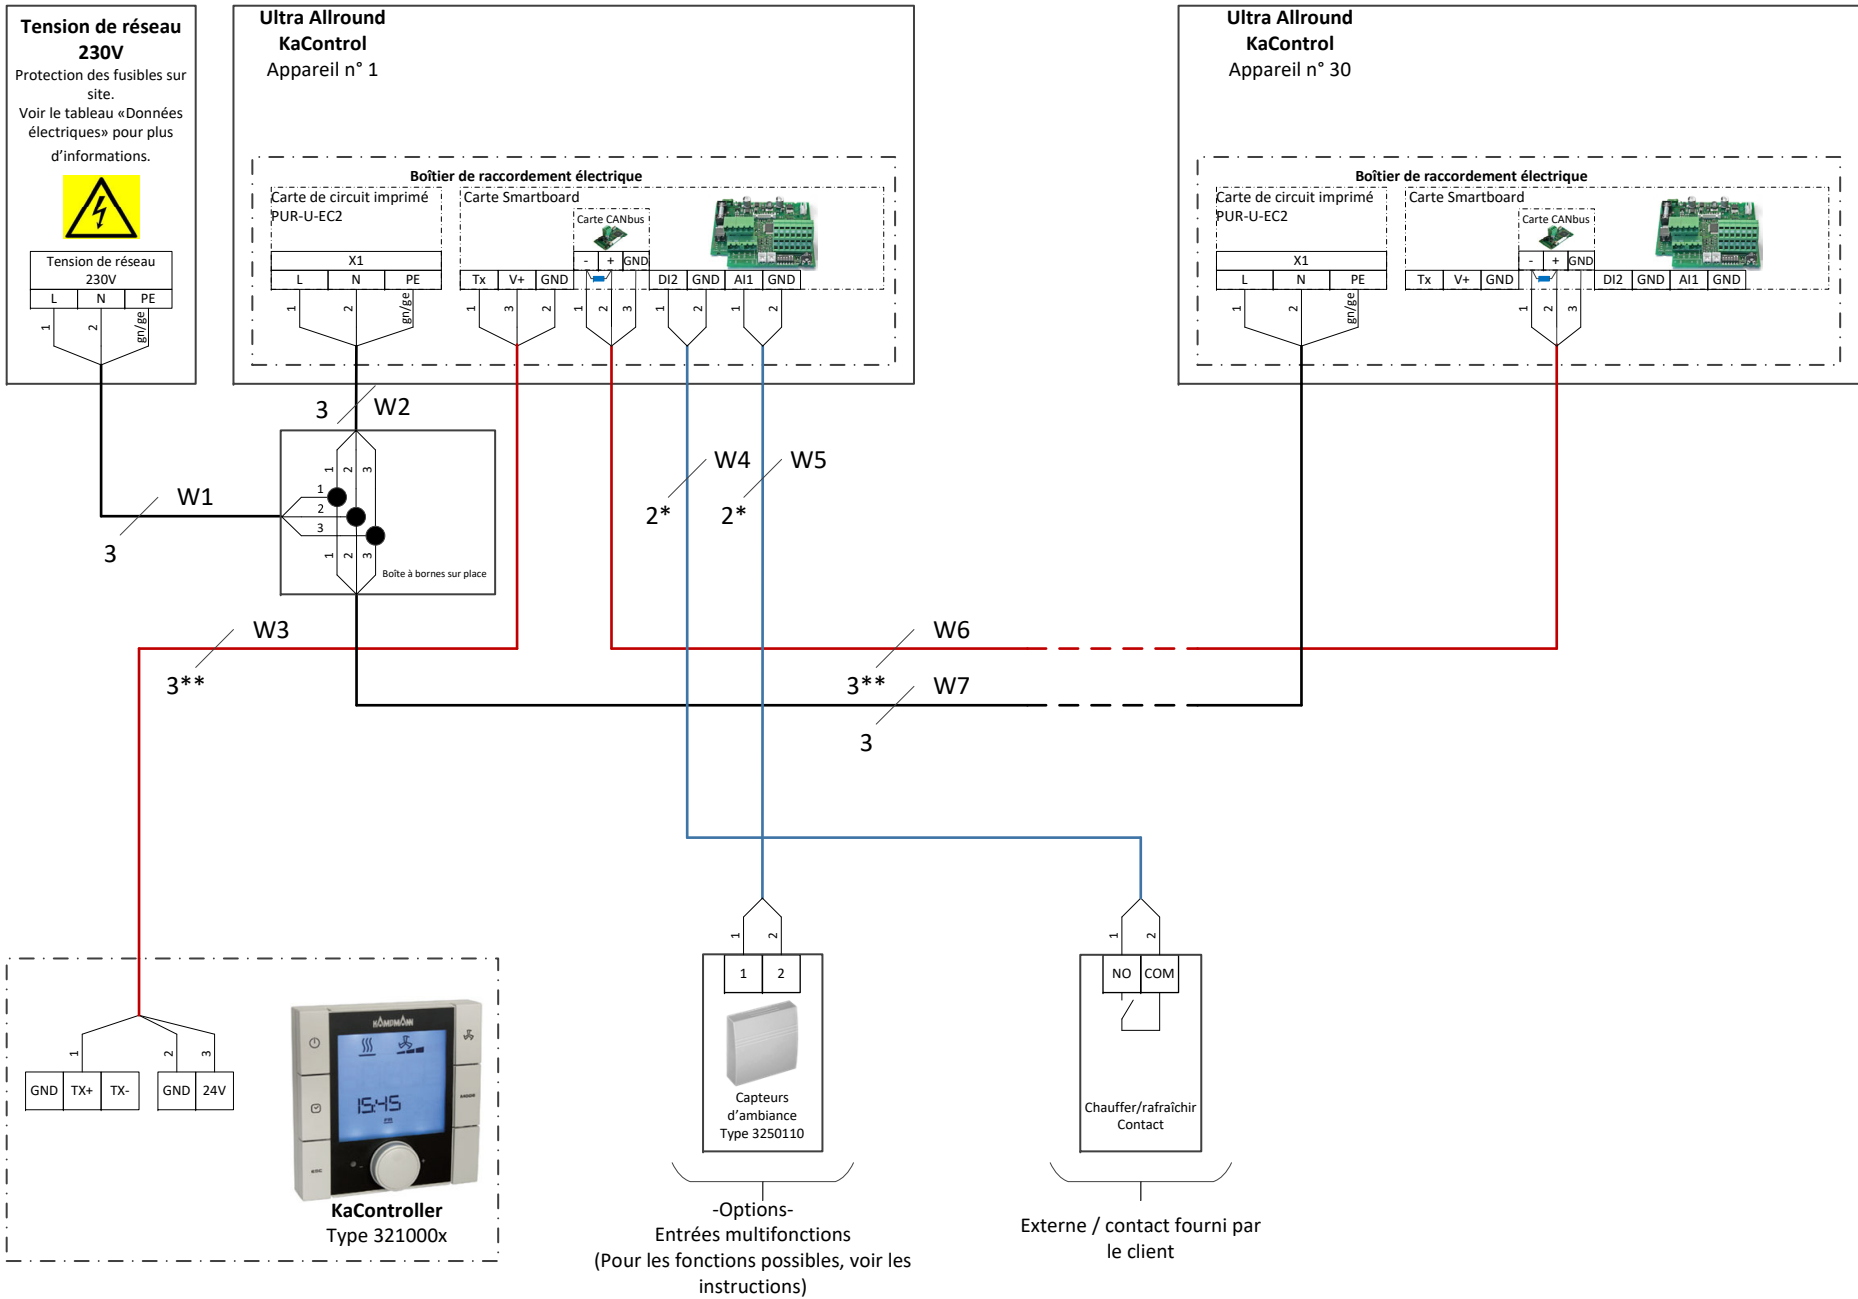 Tension de réseau
230V
Protection des fusibles sur
site.
Voir le tableau «Données
électriques» pour plus
d’informations.
Tension de réseau
230V
L N PE
1 2 gn/ge
Ultra Allround
KaControl
Appareil n° 1
Boîtier de raccordement électrique
Carte de circuit imprimé
PUR-U-EC2
X1
L N PE
1 2 gn/ge
Carte Smartboard
Carte CANbus
- + GND
Tx V+ GND
DI2 GND AI1 GND
1 3 2 1 2 3 1 2 1 2
Ultra Allround
KaControl
Appareil n° 30
Boîtier de raccordement électrique
Carte de circuit imprimé
PUR-U-EC2
X1
L N PE
1 2 gn/ge
Carte Smartboard
Carte CANbus
- + GND
Tx V+ GND
DI2 GND AI1 GND
1 2 3
3 W2
W1
3
1 2 3
1
2
3
1 2 3
Boîte à bornes sur place
W4 W5
2* 2*
W3
3**
W6
3**
W7
3
1 2 3
GND TX+ TX- GND 24V
KAMPMANN
15:45
ESC
KaController
Type 321000x
1 2
1 2
Capteurs
d’ambiance
Type 3250110
-Options-
Entrées multifonctions
(Pour les fonctions possibles, voir les
instructions)
1 2
NO COM
Chauffer/rafraîchir
Contact
Externe / contact fourni par
le client